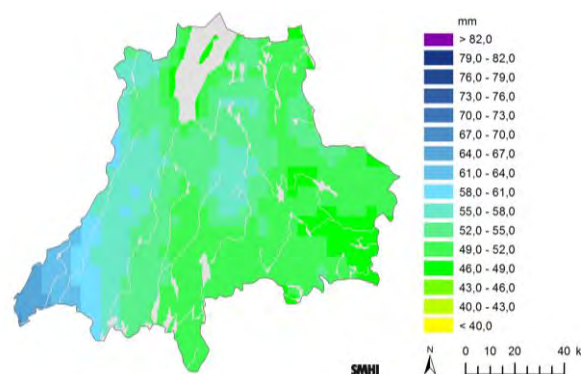 mm
> 82,0
79,0 - 82,0
76,0 - 79,0
73,0 - 76,0
70,0 - 73,0
67,0 - 70,0
64,0 - 67,0
61,0 - 64,0
58,0 - 61,0
55,0 - 58,0
52,0 - 55,0
49,0 - 52,0
46,0 - 49,0
43,0 - 46,0
40,0 - 43,0
< 40,0
SMHI
N
0 10 20 40 k